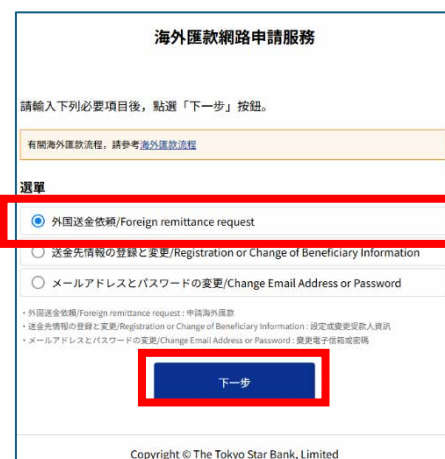 海外匯款網路申請服務
請輸入下列必要項目後，點選「下一步」按鈕。
有關海外匯款流程，請參考海外匯款流程
選單
外国送金依頼/Foreign remittance request
送金先情報の登録と変更/Registration or Change of Beneficiary Information
メールアドレスとパスワードの変更/Change Email Address or Password
・外国送金依頼/Foreign remittance request : 申請海外匯款
・送金先情報の登録と変更/Registration or Change of Beneficiary Information : 設定或變更受款人資訊
・メールアドレスとパスワードの変更/Change Email Address or Password : 變更電子信箱或密碼
下一步
Copyright © The Tokyo Star Bank, Limited